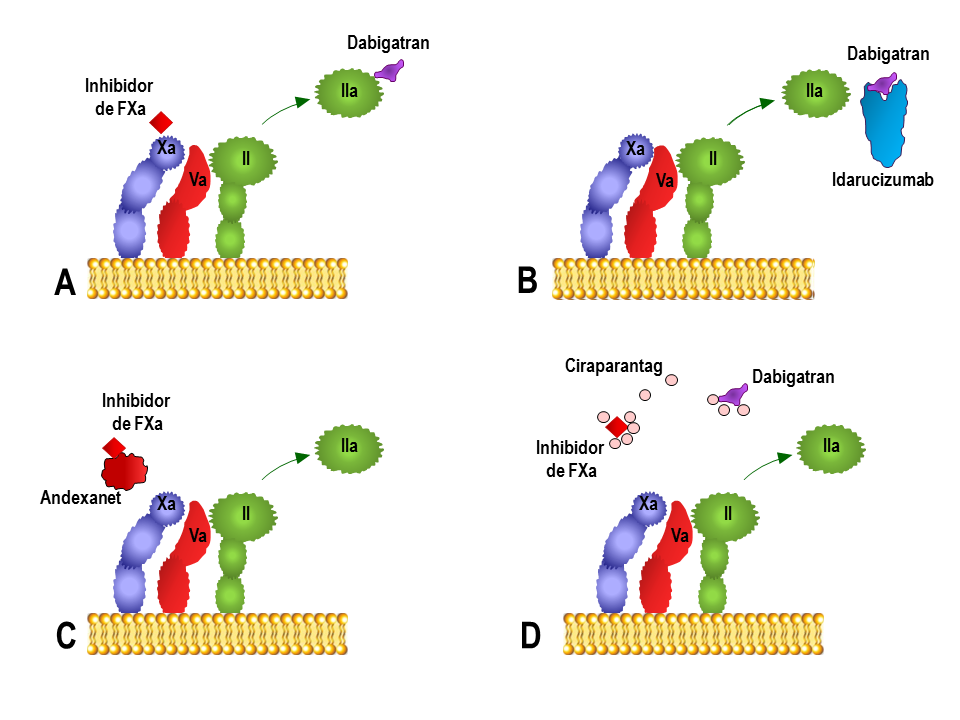 Dabigatran
Inhibidor
de FXa
IIa
Xa
Va
II
A
Dabigatran
IIa
Xa
Va
II
Idarucizumab
B
Inhibidor
de FXa
Andexanet
IIa
Xa
Va
II
C
Ciraparantag
Dabigatran
Inhibidor
de FXa
IIa
Xa
Va
II
D